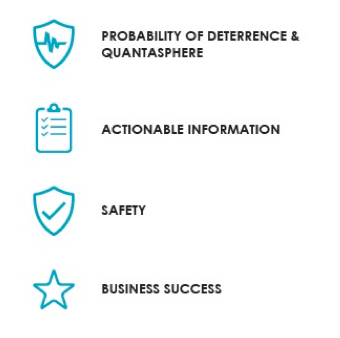 PROBABILITY OF DETERRENCE &
QUANTASPHERE
ACTIONABLE INFORMATION
SAFETY
BUSINESS SUCCESS